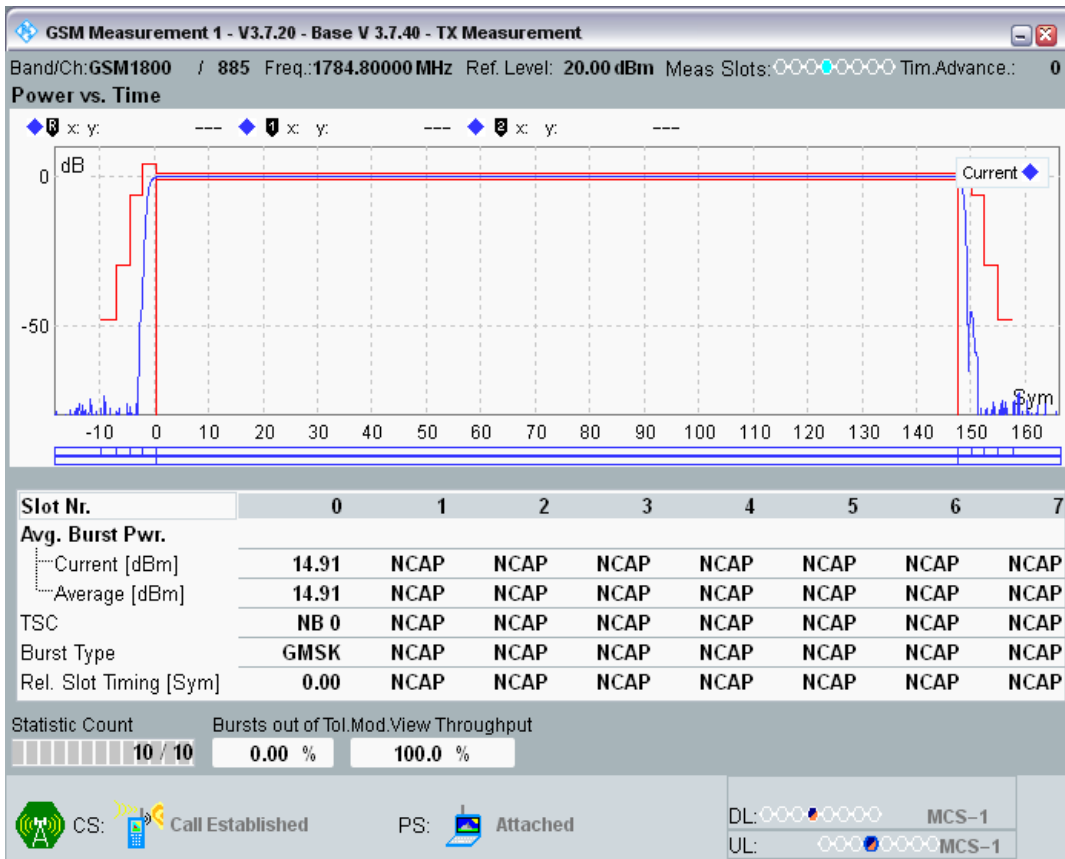 GSM Measurement 1 - V3.7.20 - Base V 3.7.40 - TX Measurement
Band/Ch:GSM1800 / 885 Freq.:1784.80000 MHz Ref. Level: 20.00 dBm Meas Slots: Tim.Advance.: 0
Power vs. Time
R x: y: --- 1 x: y: --- 2 x: y: ---
dB
Current
0
-50
Sym
-10 0 10 20 30 40 50 60 70 80 90 100 110 120 130 140 150 160
Slot Nr. 0 1 2 3 4 5 6 7
Avg. Burst Pwr.
Current [dBm] 14.91 NCAP NCAP NCAP NCAP NCAP NCAP NCAP
Average [dBm] 14.91 NCAP NCAP NCAP NCAP NCAP NCAP NCAP
TSC NB 0 NCAP NCAP NCAP NCAP NCAP NCAP NCAP
Burst Type GMSK NCAP NCAP NCAP NCAP NCAP NCAP NCAP
Rel. Slot Timing [Sym] 0.00 NCAP NCAP NCAP NCAP NCAP NCAP NCAP
Statistic Count Bursts out of Tol. Mod.View Throughput
10 / 10 0.00 % 100.0 %
CS: Call Established PS: Attached
DL: MCS-1
UL: MCS-1